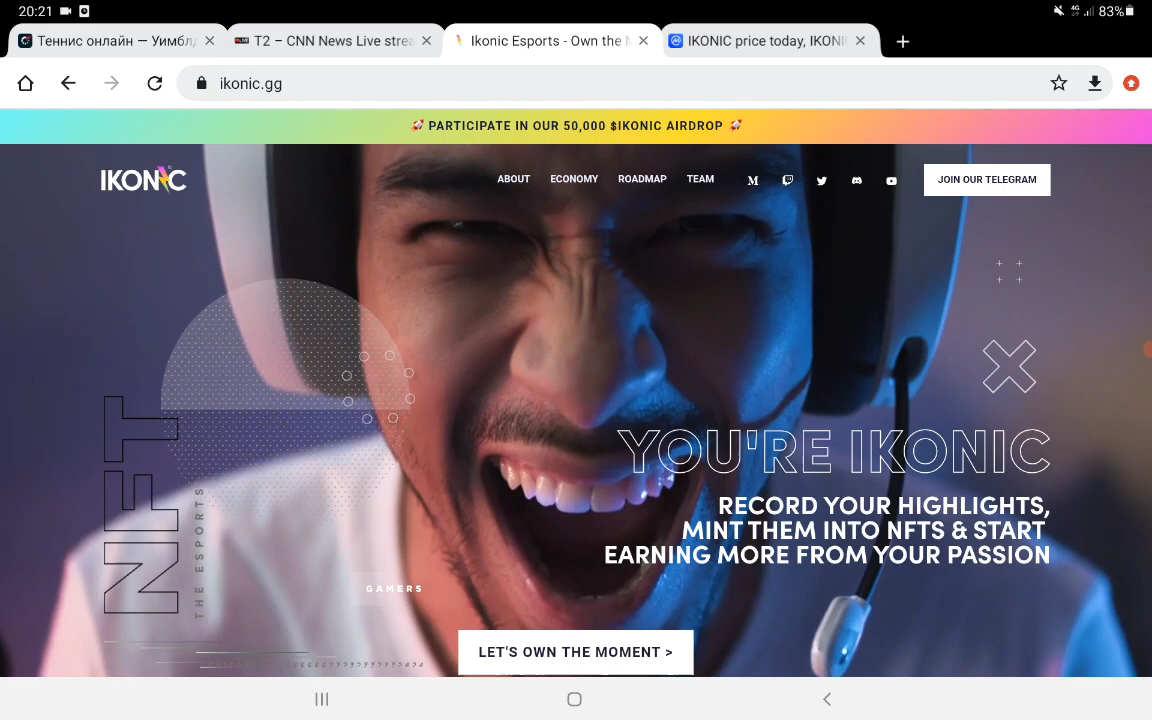 20:21
4G
83%
Теннис онлайн — Уимбл
T2 – CNN News Live strea
Ikonic Esports - Own the
IKONIC price today, IKONI
ikonic.gg
🚀 PARTICIPATE IN OUR 50,000 $IKONIC AIRDROP 🚀
IKONIC
ABOUT
ECONOMY
ROADMAP
TEAM
JOIN OUR TELEGRAM
YOU'RE IKONIC
RECORD YOUR HIGHLIGHTS,
MINT THEM INTO NFTS & START
EARNING MORE FROM YOUR PASSION
NFT
THE ESPORTS
GAMERS
LET'S OWN THE MOMENT >